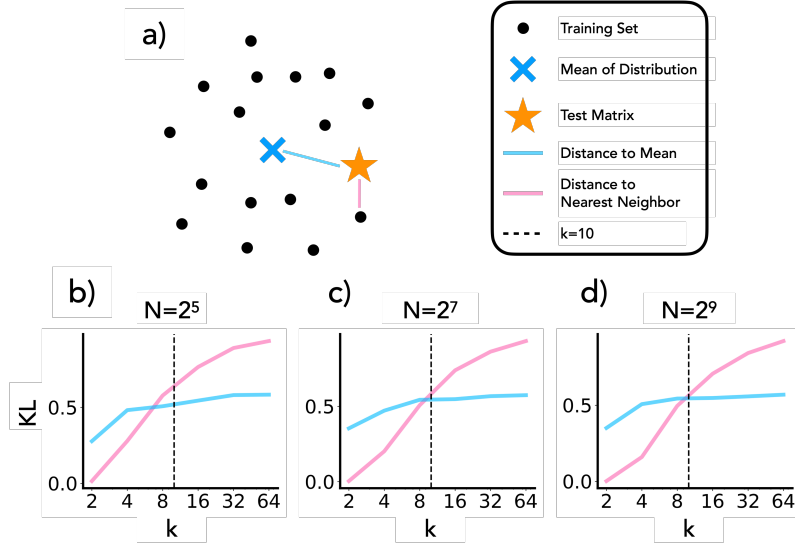 a)
Training Set
Mean of Distribution
Test Matrix
Distance to Mean
Distance to
Nearest Neighbor
k=10
b)
c)
d)
N=2⁵
N=2⁷
N=2⁹
KL
0.5
0.0
2 4 8 16 32 64
k
0.5
0.0
2 4 8 16 32 64
k
0.5
0.0
2 4 8 16 32 64
k